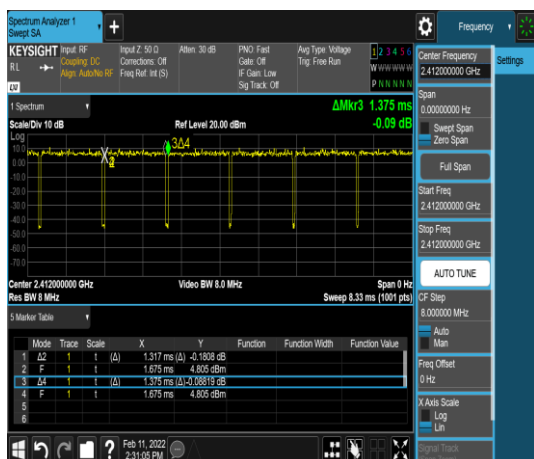 Spectrum Analyzer 1
Swept SA
Frequency
KEYSIGHT
Input: RF
Input Z: 50 Ω
Atten: 30 dB
PNO: Fast
Avg Type: Voltage
1 2 3 4 5 6
RL
Coupling: DC
Corrections: Off
Gate: Off
Trig: Free Run
Align: Auto/No RF
Freq Ref: Int (S)
IF Gain: Low
W W W W W W
Sig Track: Off
P N N N N N
LXI
Center Frequency
2.412000000 GHz
Settings
Span
0.00000000 Hz
Swept Span
Zero Span
Full Span
Start Freq
2.412000000 GHz
Stop Freq
2.412000000 GHz
AUTO TUNE
CF Step
8.000000 MHz
Auto
Man
Freq Offset
0 Hz
X Axis Scale
Log
Lin
Signal Track
1 Spectrum
ΔMkr3 1.375 ms
Scale/Div 10 dB
Ref Level 20.00 dBm
-0.09 dB
Log
10.0
0.00
-10.0
-20.0
-30.0
-40.0
-50.0
-60.0
-70.0
3Δ4
Center 2.412000000 GHz
Video BW 8.0 MHz
Span 0 Hz
Res BW 8 MHz
Sweep 8.33 ms (1001 pts)
5 Marker Table
Mode Trace Scale X Y Function Function Width Function Value
1 Δ2 1 t (Δ) 1.317 ms (Δ) -0.1808 dB
2 F 1 t 1.675 ms 4.805 dBm
3 Δ4 1 t (Δ) 1.375 ms (Δ) -0.08819 dB
4 F 1 t 1.675 ms 4.805 dBm
5
6
?
Feb 11, 2022
2:31:05 PM